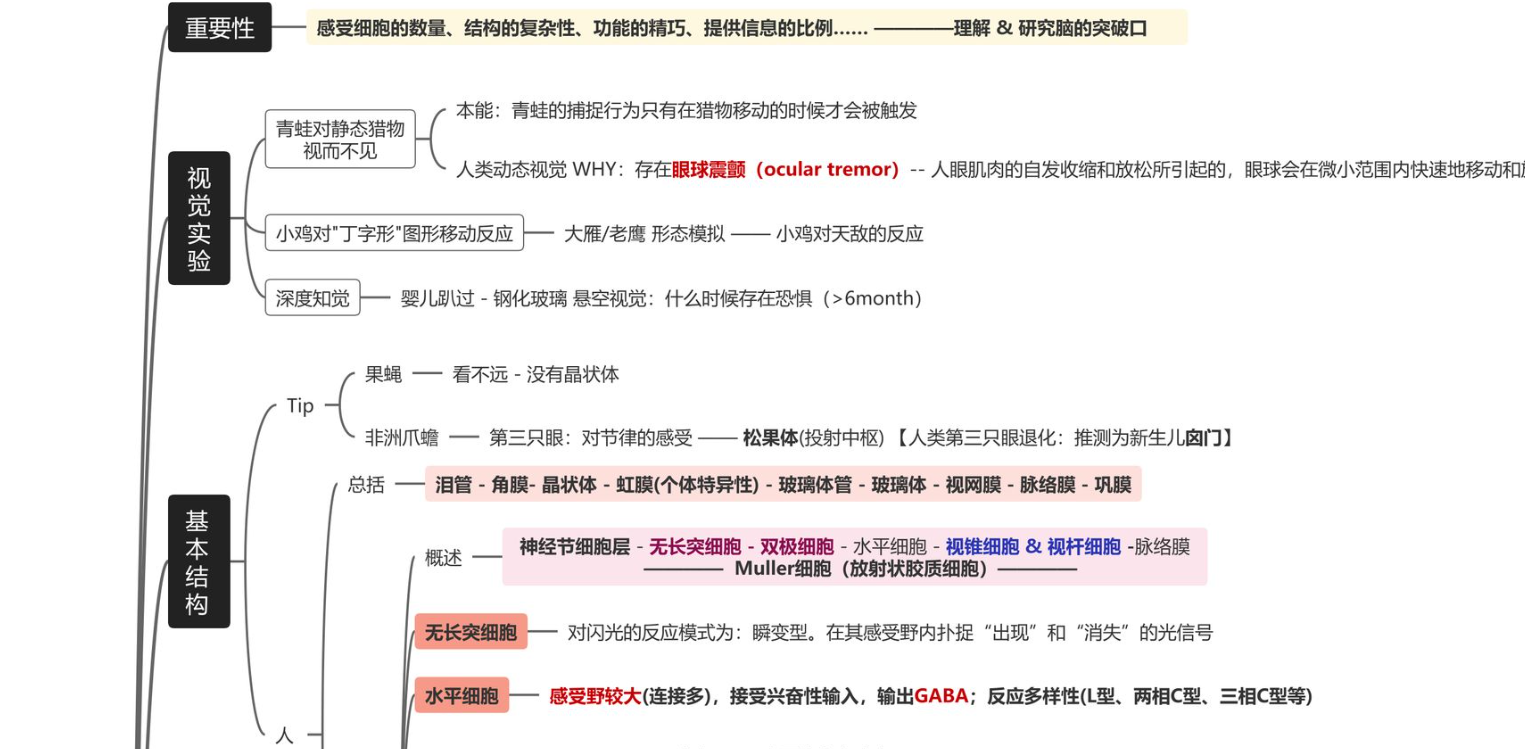 重要性
感受细胞的数量、结构的复杂性、功能的精巧、提供信息的比例...... ————理解 & 研究脑的突破口
视觉实验
青蛙对静态猎物
视而不见
本能：青蛙的捕捉行为只有在猎物移动的时候才会被触发
人类动态视觉 WHY：存在眼球震颤（ocular tremor）-- 人眼肌肉的自发收缩和放松所引起的，眼球会在微小范围内快速地移动和
小鸡对"丁字形"图形移动反应
大雁/老鹰 形态模拟 —— 小鸡对天敌的反应
深度知觉
婴儿趴过 - 钢化玻璃 悬空视觉：什么时候存在恐惧（>6month）
基本结构
Tip
果蝇
看不远 - 没有晶状体
非洲爪蟾
第三只眼：对节律的感受 —— 松果体(投射中枢) 【人类第三只眼退化：推测为新生儿囟门】
人
总括
泪管 - 角膜- 晶状体 - 虹膜(个体特异性) - 玻璃体管 - 玻璃体 - 视网膜 - 脉络膜 - 巩膜
概述
神经节细胞层 - 无长突细胞 - 双极细胞 - 水平细胞 - 视锥细胞 & 视杆细胞 -脉络膜
———— Muller细胞（放射状胶质细胞）————
无长突细胞
对闪光的反应模式为：瞬变型。在其感受野内扑捉“出现”和“消失”的光信号
水平细胞
感受野较大(连接多)，接受兴奋性输入，输出GABA；反应多样性(L型、两相C型、三相C型等)